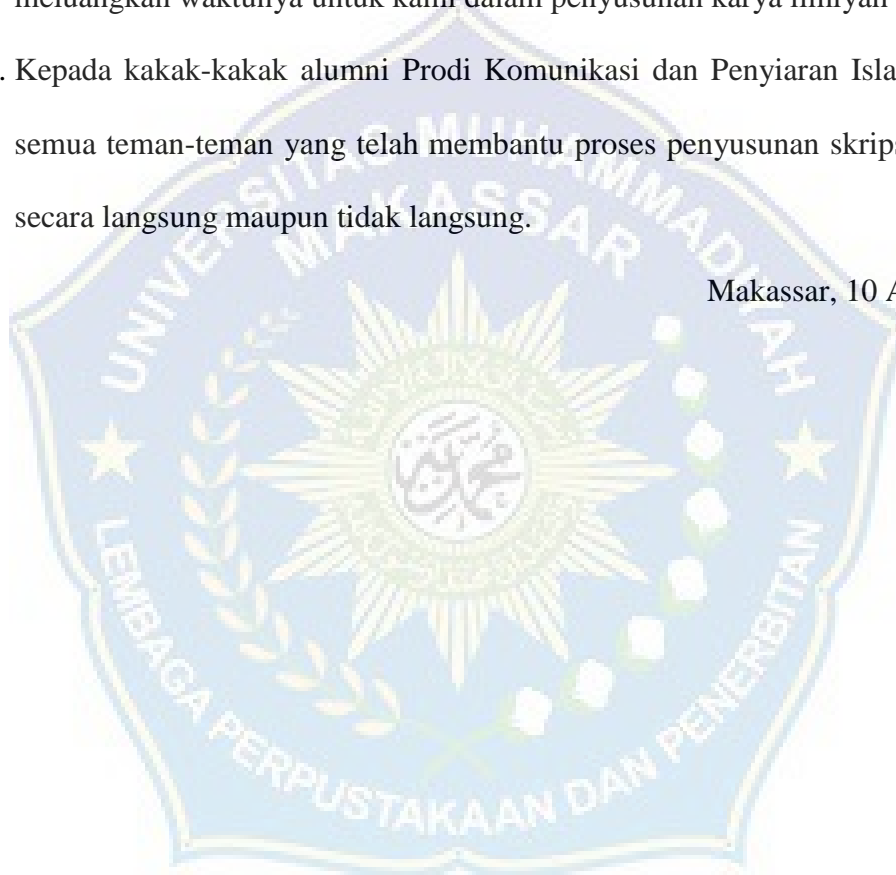 meluangkan waktunya untuk kami dalam penyusunan karya ilmiyah
. Kepada kakak-kakak alumni Prodi Komunikasi dan Penyiaran Isla
semua teman-teman yang telah membantu proses penyusunan skrips
secara langsung maupun tidak langsung.
Makassar, 10 A
UNIVERSITAS MUHAMMADIYAH
MAKASSAR
LEMBAGA PERPUSTAKAAN DAN PENERBITAN